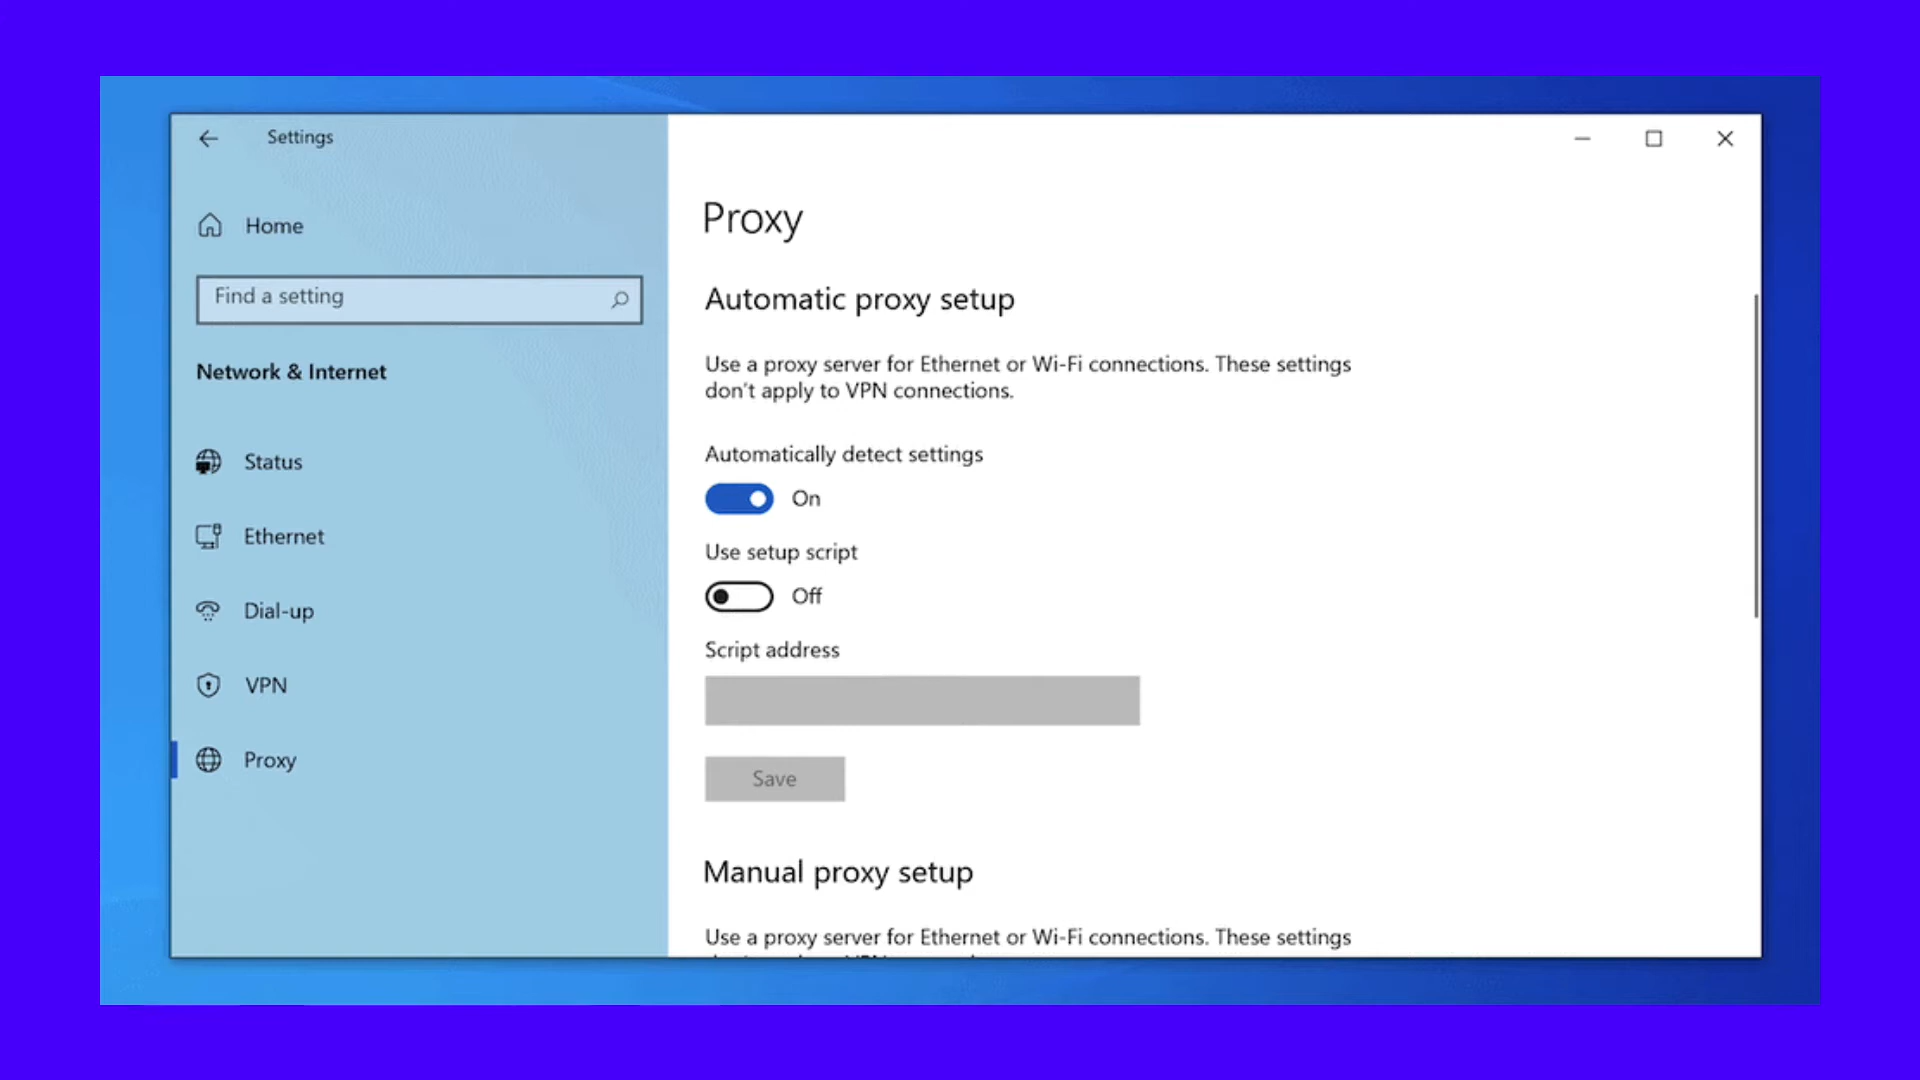 Settings
Home
Find a setting
Network & Internet
Status
Ethernet
Dial-up
VPN
Proxy
Proxy
Automatic proxy setup
Use a proxy server for Ethernet or Wi-Fi connections. These settings
don't apply to VPN connections.
Automatically detect settings
On
Use setup script
Off
Script address
Save
Manual proxy setup
Use a proxy server for Ethernet or Wi-Fi connections. These settings